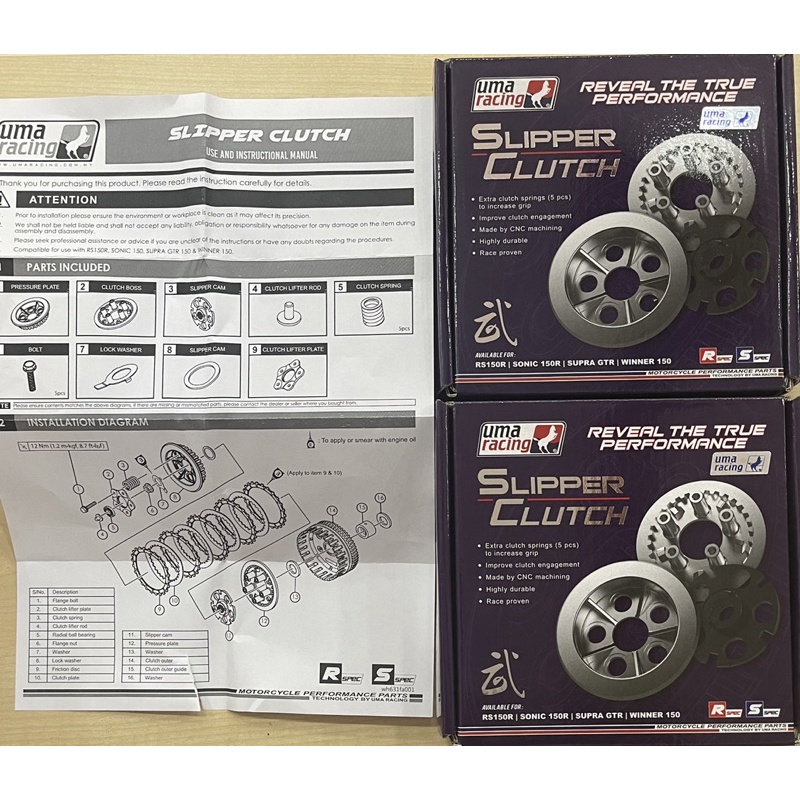 uma racing
WWW.UMARACING.COM.MY
SLIPPER CLUTCH
USE AND INSTRUCTIONAL MANUAL
Thank you for purchasing this product. Please read the instruction carefully for details.
ATTENTION
Prior to installation please ensure the environment or workplace is clean as it may affect its precision.
We shall not be held liable and shall not accept any liability, obligation or responsibility whatsoever for any damage on the item during
assembly and disassembly.
Please seek professional assistance or advice if you are unclear of the instructions or have any doubts regarding the procedures.
Compatible for use with RS150R, SONIC 150, SUPRA GTR 150 & WINNER 150.
1 PARTS INCLUDED
PRESSURE PLATE
2 CLUTCH BOSS
3 SLIPPER CAM
4 CLUTCH LIFTER ROD
5 CLUTCH SPRING
5pcs
BOLT
5pcs
7 LOCK WASHER
8 SLIPPER CAM
9 CLUTCH LIFTER PLATE
NOTE Please ensure contents matches the above diagrams, if there are missing or mismatched parts, please contact the dealer or seller where you bought from.
2 INSTALLATION DIAGRAM
: To apply or smear with engine oil
12 Nm (1.2 m•kgf, 8.7 ft•lbf)
(Apply to item 9 & 10)
S/No. Description
1. Flange bolt
2. Clutch lifter plate
3. Clutch spring
4. Clutch lifter rod
5. Radial ball bearing
6. Flange nut
7. Washer
8. Lock washer
9. Friction disc
10. Clutch plate
11. Slipper cam
12. Pressure plate
13. Washer
14. Clutch outer
15. Clutch outer guide
16. Washer
R SPEC S SPEC
wh631fa001
MOTORCYCLE PERFORMANCE PARTS
TECHNOLOGY BY UMA RACING
uma racing
REVEAL THE TRUE
PERFORMANCE
uma racing
SLIPPER
CLUTCH
• Extra clutch springs (5 pcs)
to increase grip
• Improve clutch engagement
• Made by CNC machining
• Highly durable
• Race proven
武
AVAILABLE FOR:
RS150R | SONIC 150R | SUPRA GTR | WINNER 150
R SPEC S SPEC
MOTORCYCLE PERFORMANCE PARTS
TECHNOLOGY BY UMA RACING
uma racing
REVEAL THE TRUE
PERFORMANCE
uma racing
SLIPPER
CLUTCH
• Extra clutch springs (5 pcs)
to increase grip
• Improve clutch engagement
• Made by CNC machining
• Highly durable
• Race proven
武
AVAILABLE FOR:
RS150R | SONIC 150R | SUPRA GTR | WINNER 150
R SPEC S SPEC
MOTORCYCLE PERFORMANCE PARTS
TECHNOLOGY BY UMA RACING